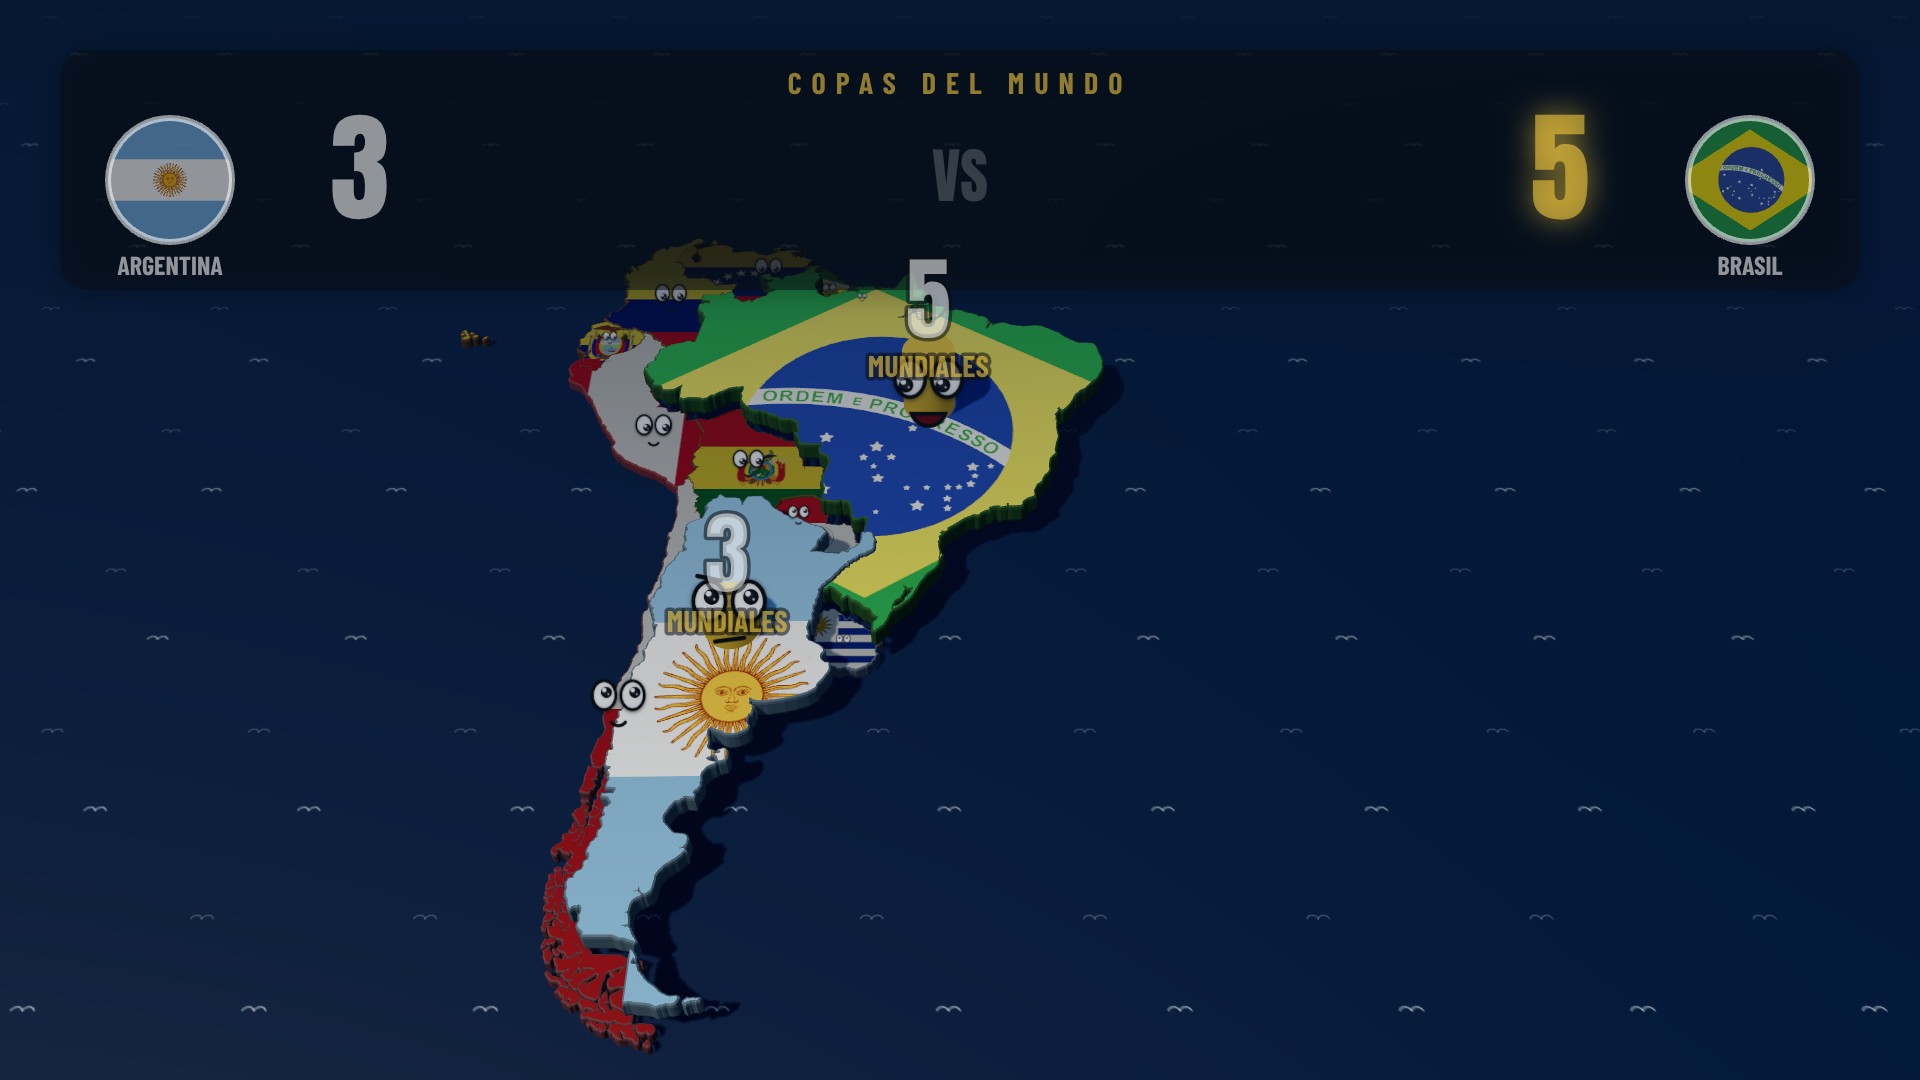 COPAS DEL MUNDO
3
VS
5
ARGENTINA
BRASIL
5
MUNDIALES
ORDEM E PROGRESSO
3
MUNDIALES